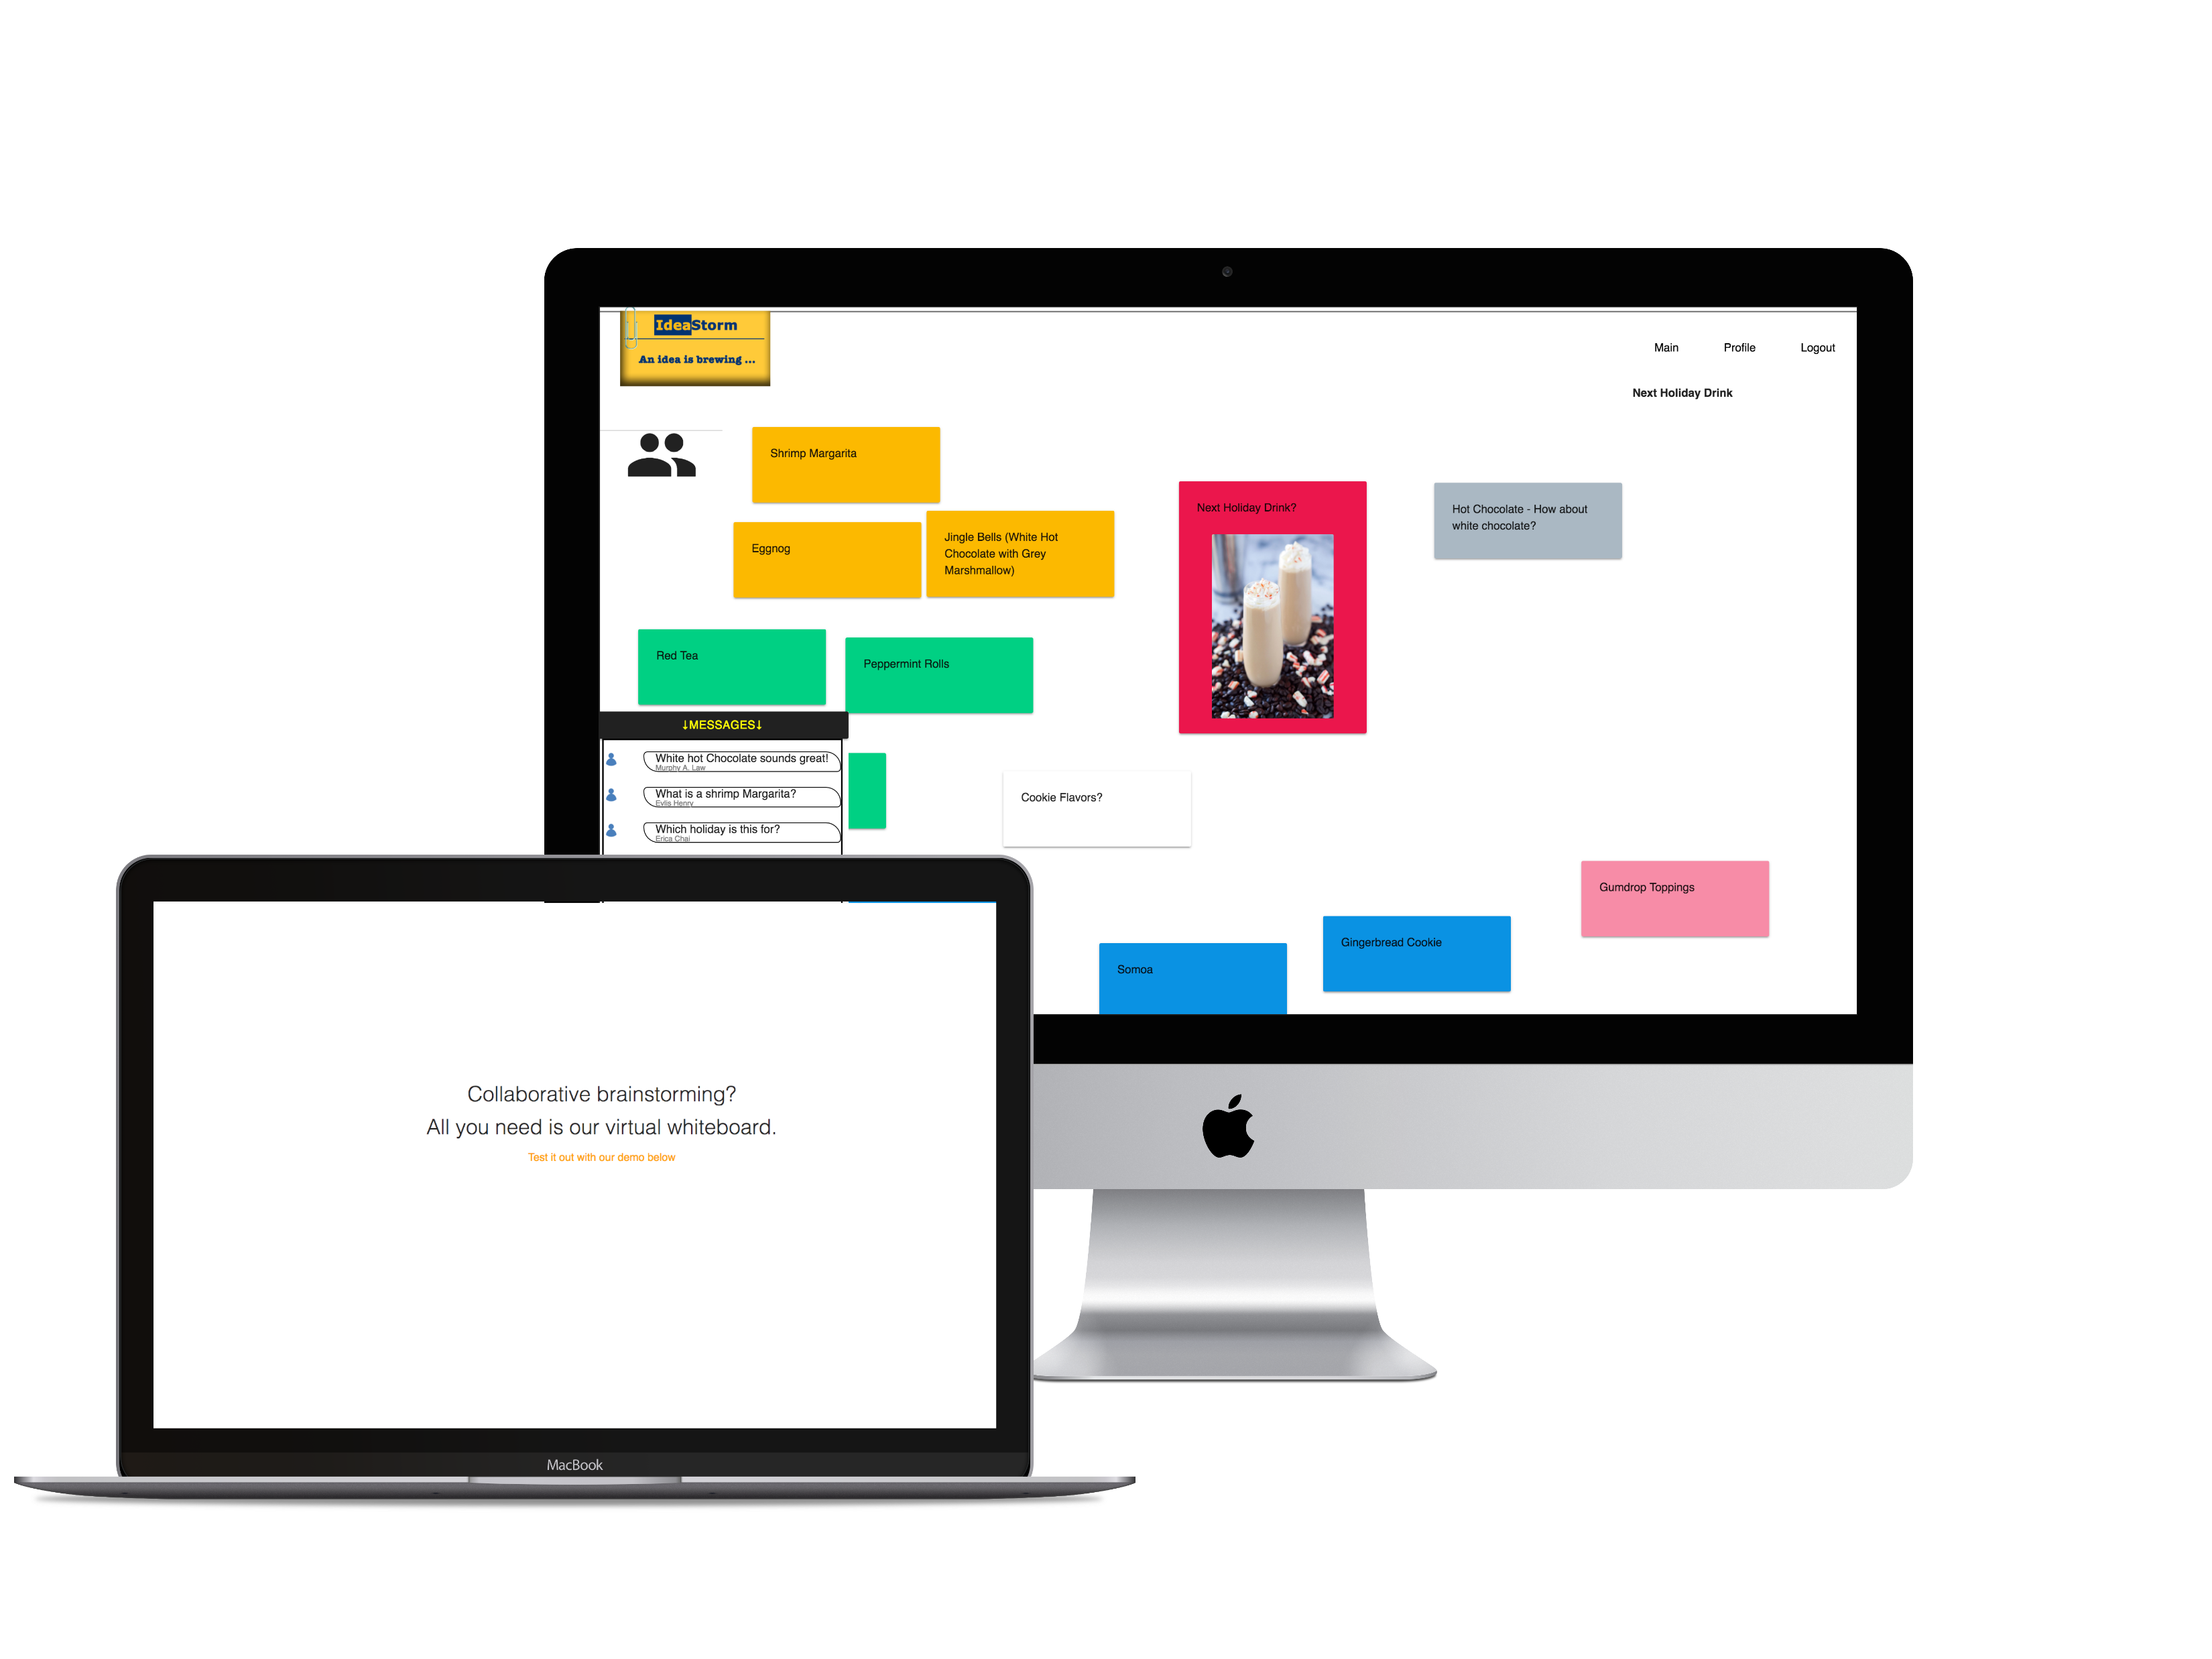 IdeaStorm
An idea is brewing ...
Main
Profile
Logout
Next Holiday Drink
Shrimp Margarita
Eggnog
Jingle Bells (White Hot
Chocolate with Grey
Marshmallow)
Next Holiday Drink?
Hot Chocolate - How about
white chocolate?
Red Tea
Peppermint Rolls
↓MESSAGES↓
White hot Chocolate sounds great!
Murphy A. Law
What is a shrimp Margarita?
Evlis Henry
Which holiday is this for?
Erica Chai
Cookie Flavors?
Gumdrop Toppings
Gingerbread Cookie
Somoa
Collaborative brainstorming?
All you need is our virtual whiteboard.
Test it out with our demo below
MacBook